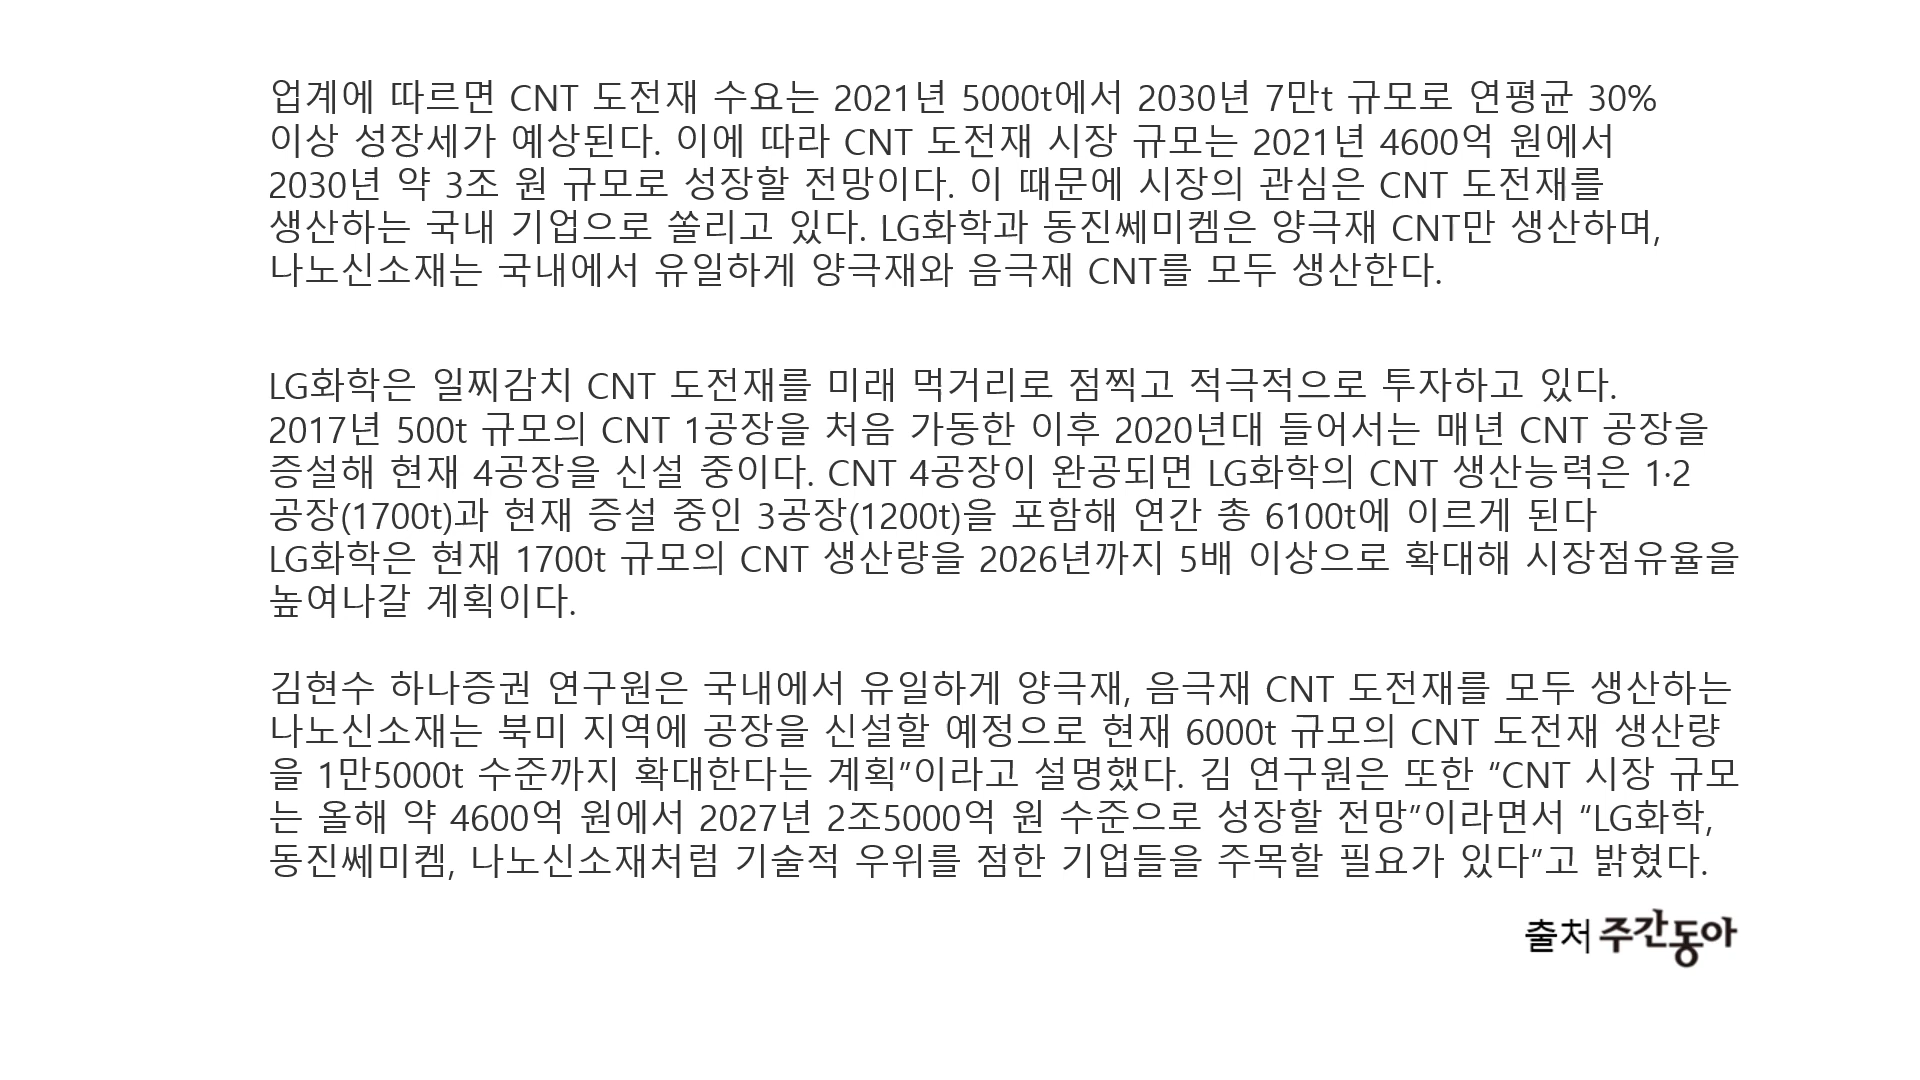 업계에 따르면 CNT 도전재 수요는 2021년 5000t에서 2030년 7만t 규모로 연평균 30%
이상 성장세가 예상된다. 이에 따라 CNT 도전재 시장 규모는 2021년 4600억 원에서
2030년 약 3조 원 규모로 성장할 전망이다. 이 때문에 시장의 관심은 CNT 도전재를
생산하는 국내 기업으로 쏠리고 있다. LG화학과 동진쎄미켐은 양극재 CNT만 생산하며,
나노신소재는 국내에서 유일하게 양극재와 음극재 CNT를 모두 생산한다.
LG화학은 일찌감치 CNT 도전재를 미래 먹거리로 점찍고 적극적으로 투자하고 있다.
2017년 500t 규모의 CNT 1공장을 처음 가동한 이후 2020년대 들어서는 매년 CNT 공장을
증설해 현재 4공장을 신설 중이다. CNT 4공장이 완공되면 LG화학의 CNT 생산능력은 1·2
공장(1700t)과 현재 증설 중인 3공장(1200t)을 포함해 연간 총 6100t에 이르게 된다
LG화학은 현재 1700t 규모의 CNT 생산량을 2026년까지 5배 이상으로 확대해 시장점유율을
높여나갈 계획이다.
김현수 하나증권 연구원은 국내에서 유일하게 양극재, 음극재 CNT 도전재를 모두 생산하는
나노신소재는 북미 지역에 공장을 신설할 예정으로 현재 6000t 규모의 CNT 도전재 생산량
을 1만5000t 수준까지 확대한다는 계획”이라고 설명했다. 김 연구원은 또한 “CNT 시장 규모
는 올해 약 4600억 원에서 2027년 2조5000억 원 수준으로 성장할 전망”이라면서 “LG화학,
동진쎄미켐, 나노신소재처럼 기술적 우위를 점한 기업들을 주목할 필요가 있다”고 밝혔다.
출처 주간동아